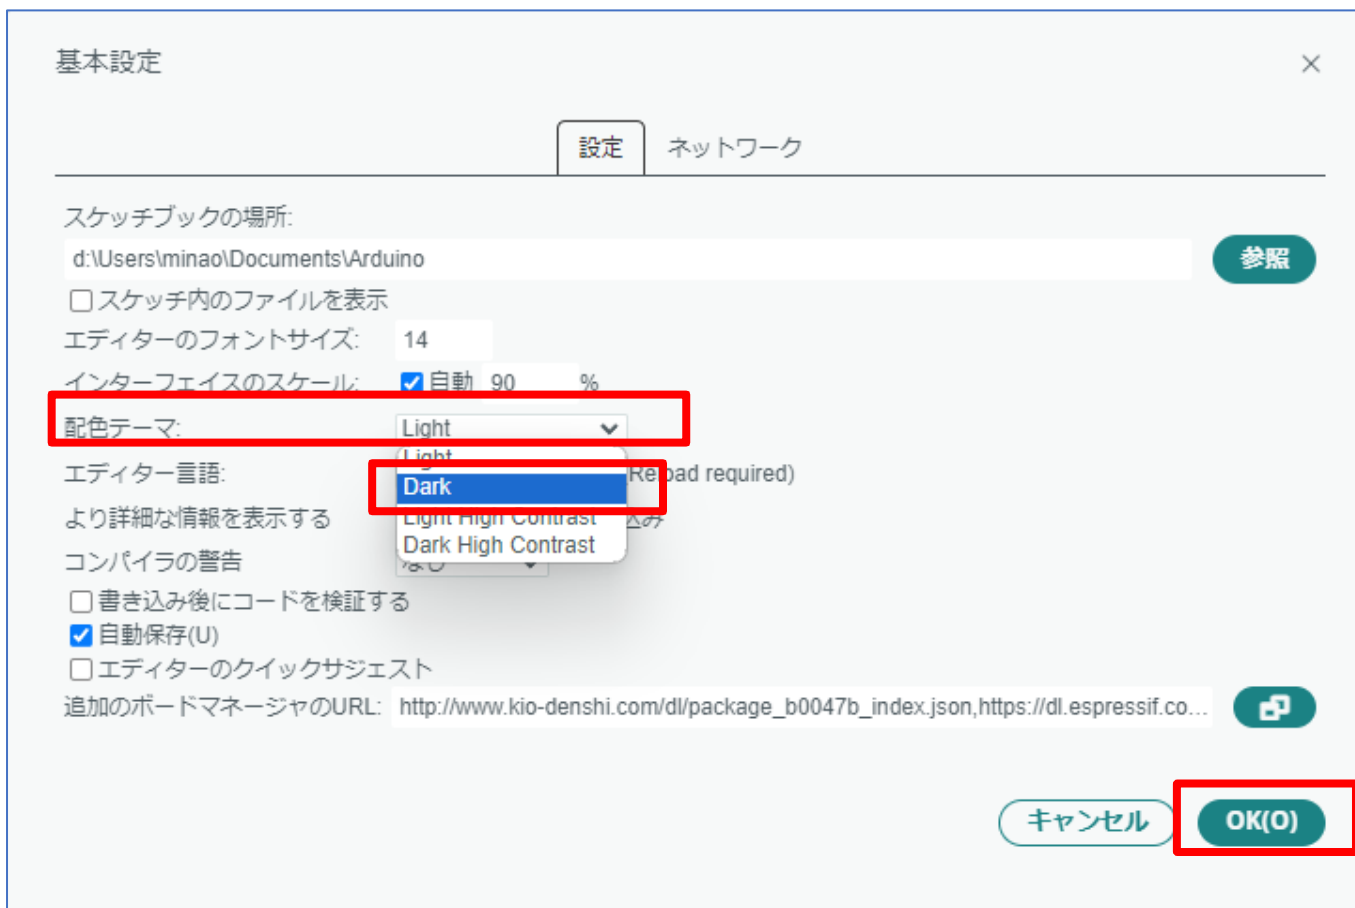 基本設定
設定 ネットワーク
スケッチブックの場所:
d:\Users\minao\Documents\Arduino 参照
スケッチ内のファイルを表示
エディターのフォントサイズ: 14
インターフェイスのスケール: 自動 90 %
配色テーマ: Light
Light
エディター言語: (Reload required)
Dark
より詳細な情報を表示する Light High Contrast 込み
Dark High Contrast
コンパイラの警告 なし
書き込み後にコードを検証する
自動保存(U)
エディターのクイックサジェスト
追加のボードマネージャのURL: http://www.kio-denshi.com/dl/package_b0047b_index.json,https://dl.espressif.co...
キャンセル OK(O)